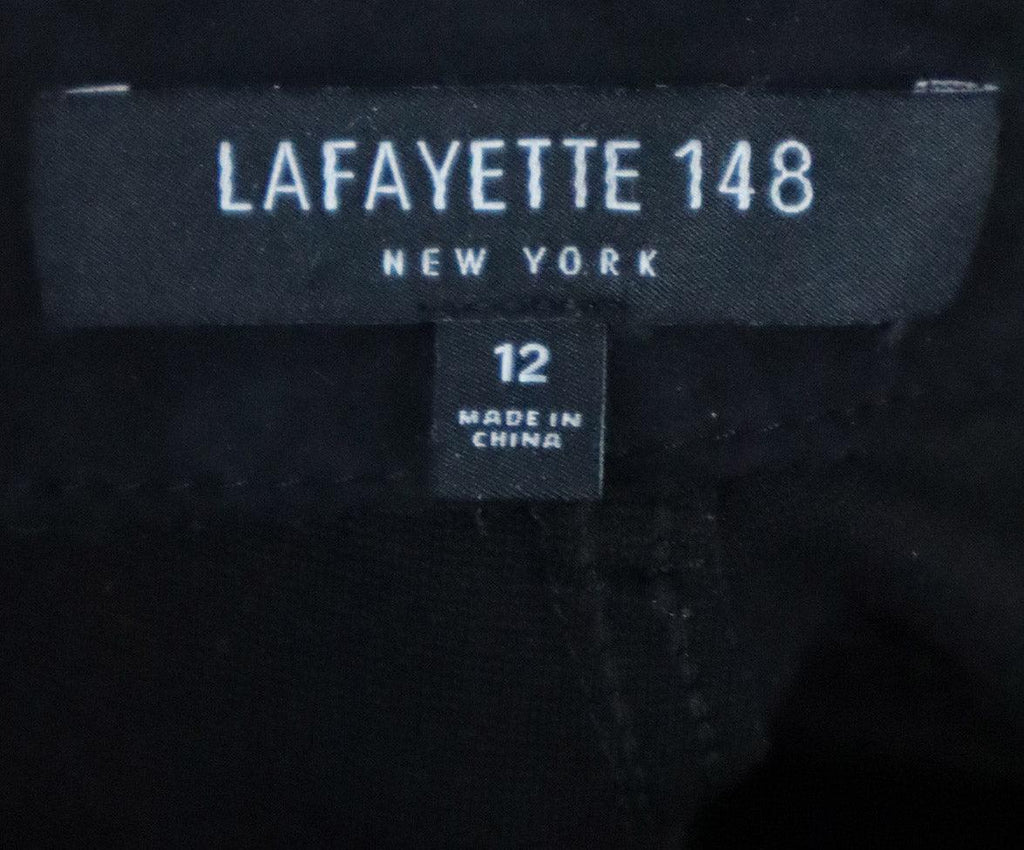 LAFAYETTE 148
NEW YORK
12
MADE IN
CHINA